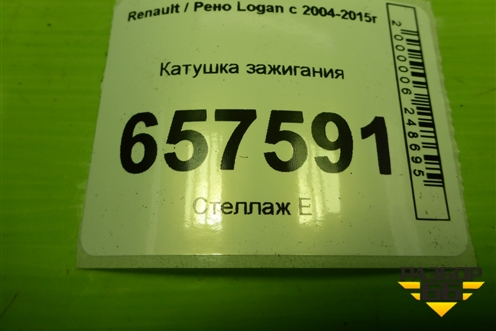 Renault / Рено Logan с 2004-2015г
Катушка зажигания
657591
Стеллаж Е
2000006248695